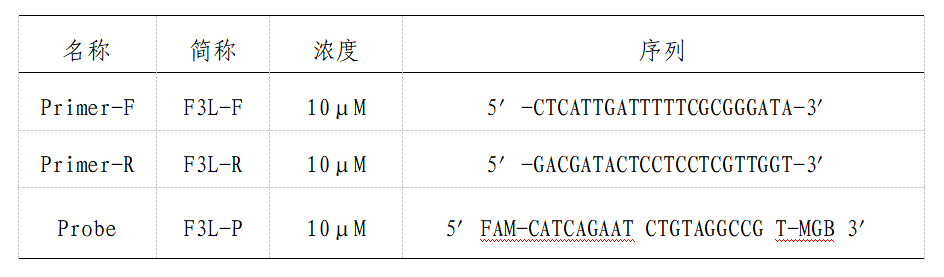 名称 简称 浓度 序列
Primer-F F3L-F 10μM 5′ -CTCATTGATTTTTCGCGGGATA-3′
Primer-R F3L-R 10μM 5′ -GACGATACTCCTCCTCGTTGGT-3′
Probe F3L-P 10μM 5′ FAM-CATCAGAAT CTGTAGGCCG T-MGB 3′